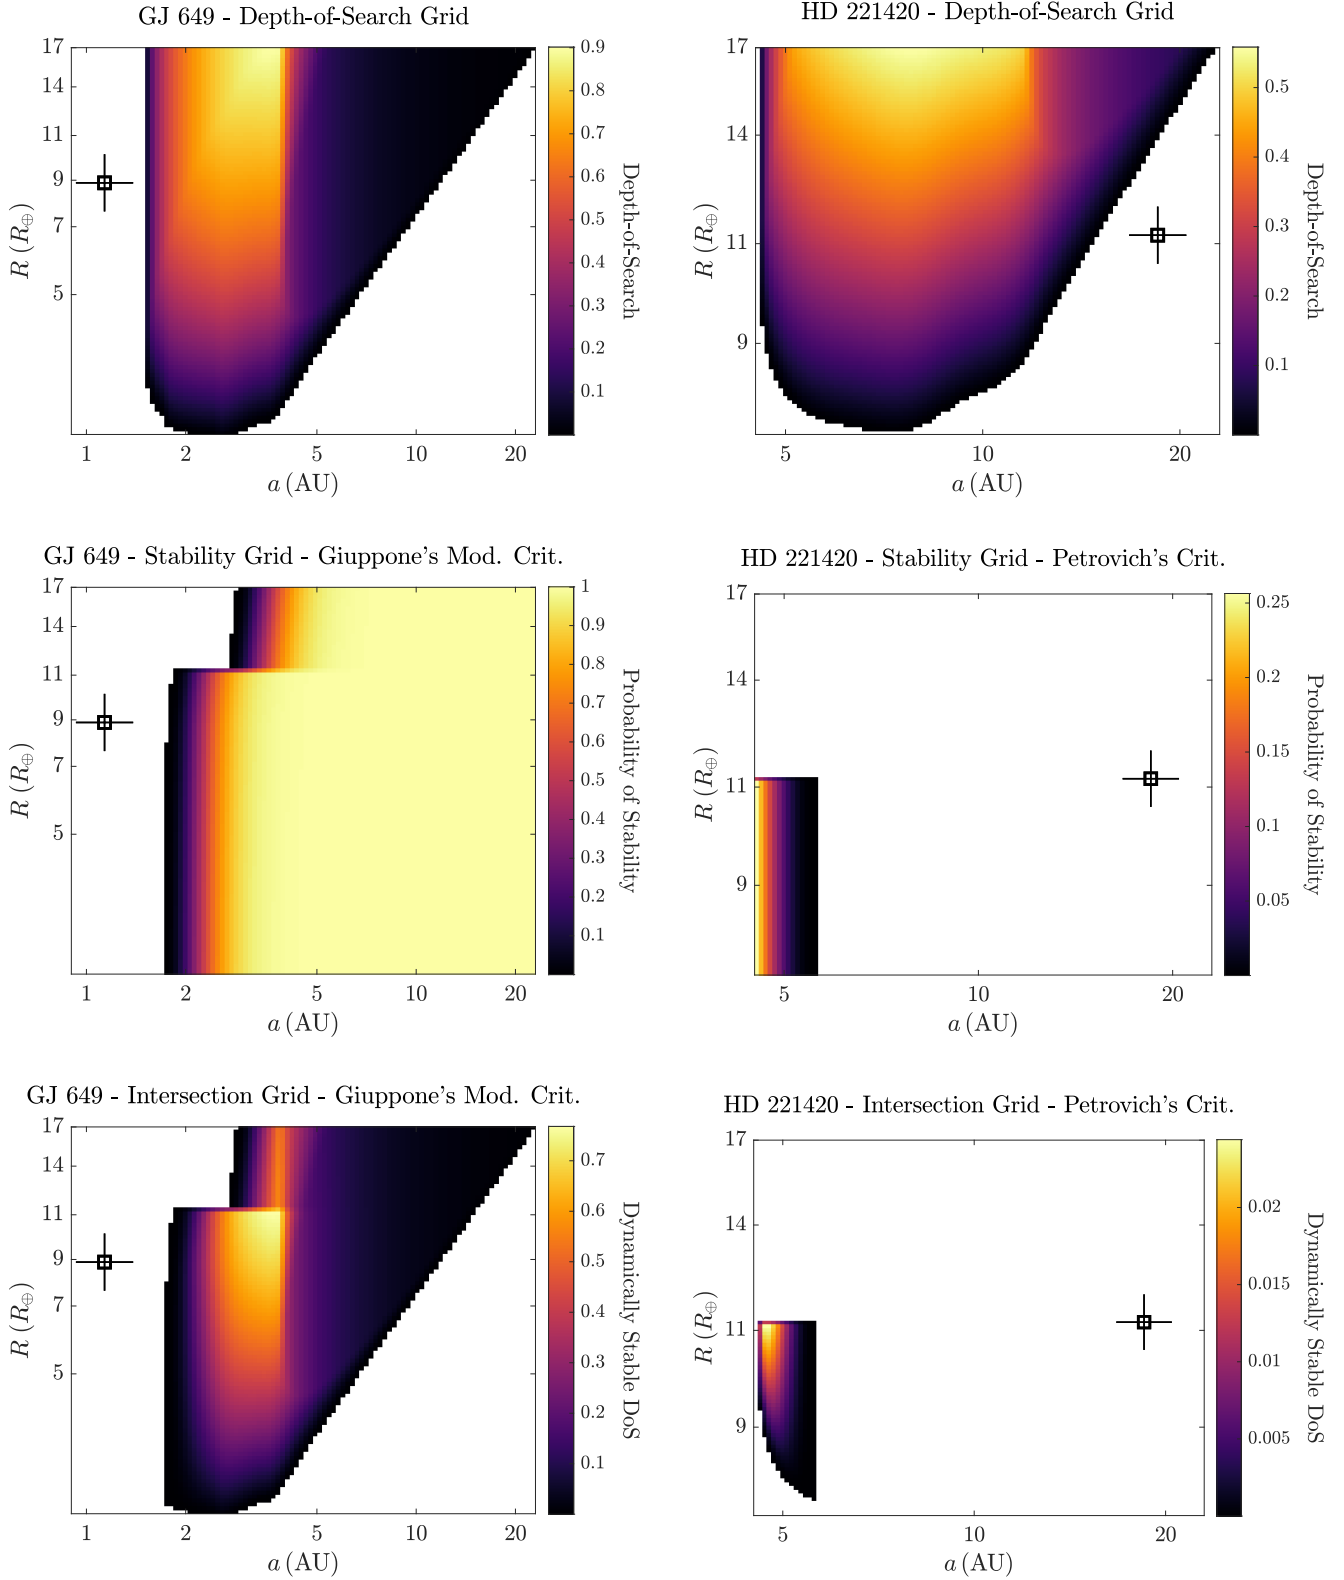 GJ 649 - Depth-of-Search Grid
17
14
11
9
7
5
R (R⊕)
1 2 5 10 20
a (AU)
0.9
0.8
0.7
0.6
0.5
0.4
0.3
0.2
0.1
Depth-of-Search
HD 221420 - Depth-of-Search Grid
17
14
11
9
R (R⊕)
5 10 20
a (AU)
0.5
0.4
0.3
0.2
0.1
Depth-of-Search
GJ 649 - Stability Grid - Giuppone's Mod. Crit.
17
14
11
9
7
5
R (R⊕)
1 2 5 10 20
a (AU)
1
0.9
0.8
0.7
0.6
0.5
0.4
0.3
0.2
0.1
Probability of Stability
HD 221420 - Stability Grid - Petrovich's Crit.
17
14
11
9
R (R⊕)
5 10 20
a (AU)
0.25
0.2
0.15
0.1
0.05
Probability of Stability
GJ 649 - Intersection Grid - Giuppone's Mod. Crit.
17
14
11
9
7
5
R (R⊕)
1 2 5 10 20
a (AU)
0.7
0.6
0.5
0.4
0.3
0.2
0.1
Dynamically Stable DoS
HD 221420 - Intersection Grid - Petrovich's Crit.
17
14
11
9
R (R⊕)
5 10 20
a (AU)
0.02
0.015
0.01
0.005
Dynamically Stable DoS